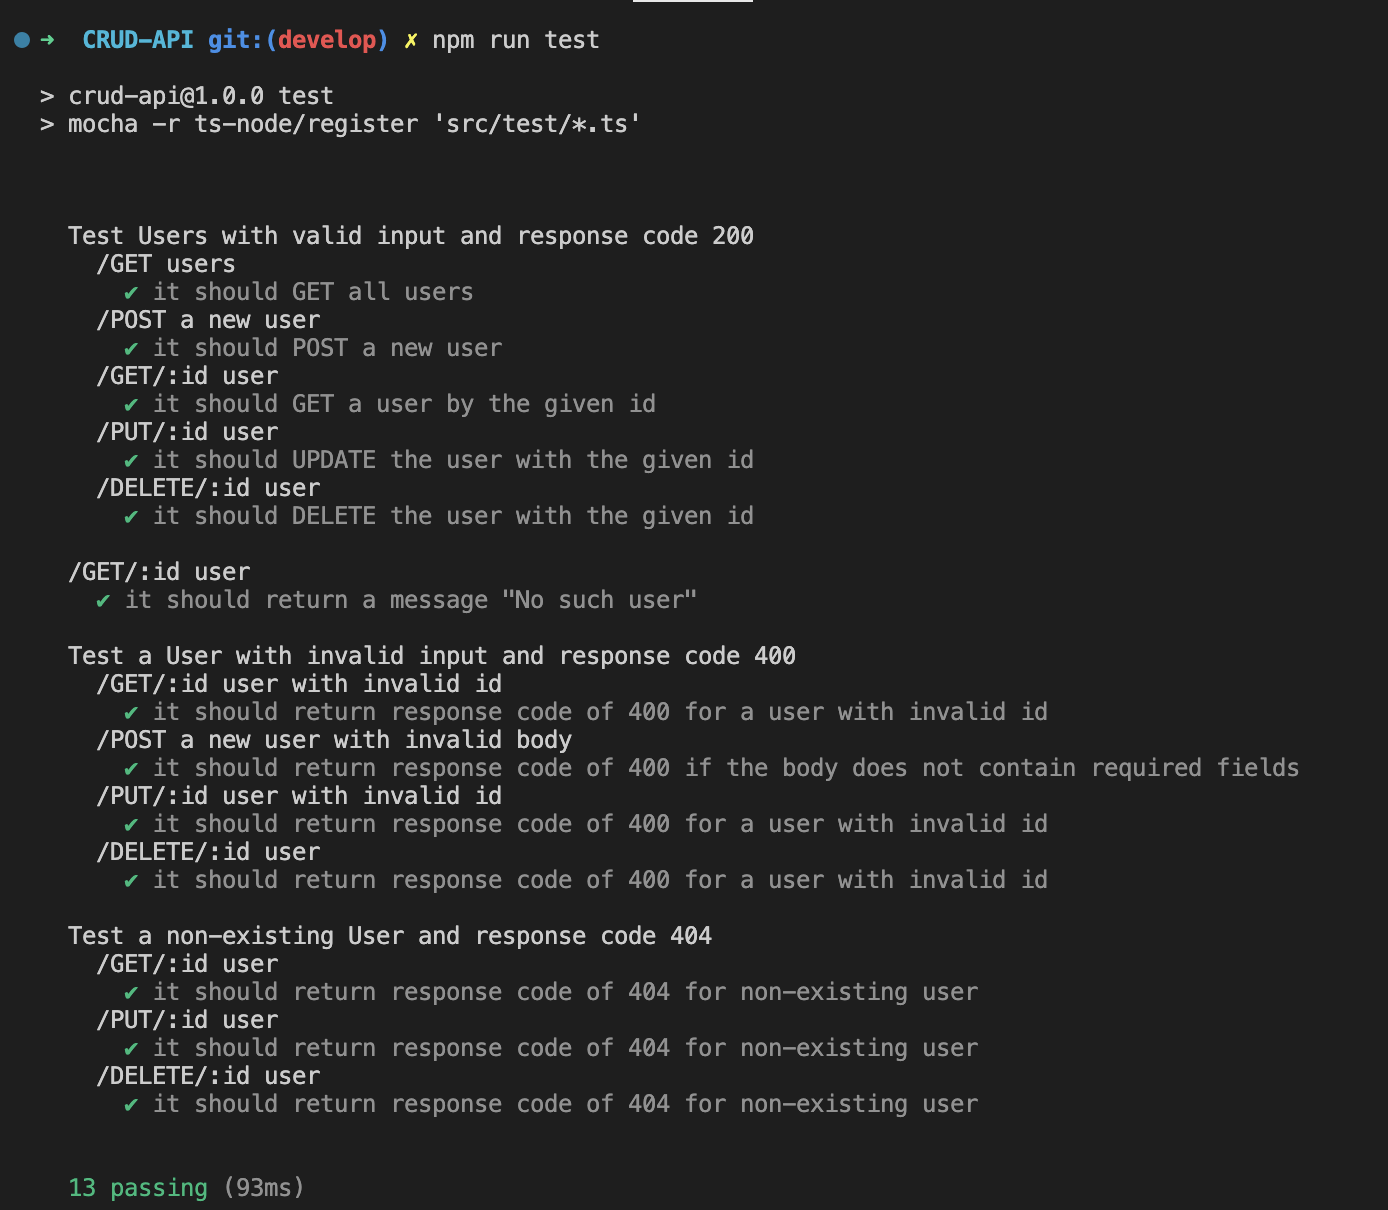 ➜ CRUD-API git:(develop) ✗ npm run test
> crud-api@1.0.0 test
> mocha -r ts-node/register 'src/test/*.ts'
Test Users with valid input and response code 200
/GET users
✔ it should GET all users
/POST a new user
✔ it should POST a new user
/GET/:id user
✔ it should GET a user by the given id
/PUT/:id user
✔ it should UPDATE the user with the given id
/DELETE/:id user
✔ it should DELETE the user with the given id
/GET/:id user
✔ it should return a message "No such user"
Test a User with invalid input and response code 400
/GET/:id user with invalid id
✔ it should return response code of 400 for a user with invalid id
/POST a new user with invalid body
✔ it should return response code of 400 if the body does not contain required fields
/PUT/:id user with invalid id
✔ it should return response code of 400 for a user with invalid id
/DELETE/:id user
✔ it should return response code of 400 for a user with invalid id
Test a non-existing User and response code 404
/GET/:id user
✔ it should return response code of 404 for non-existing user
/PUT/:id user
✔ it should return response code of 404 for non-existing user
/DELETE/:id user
✔ it should return response code of 404 for non-existing user
13 passing (93ms)